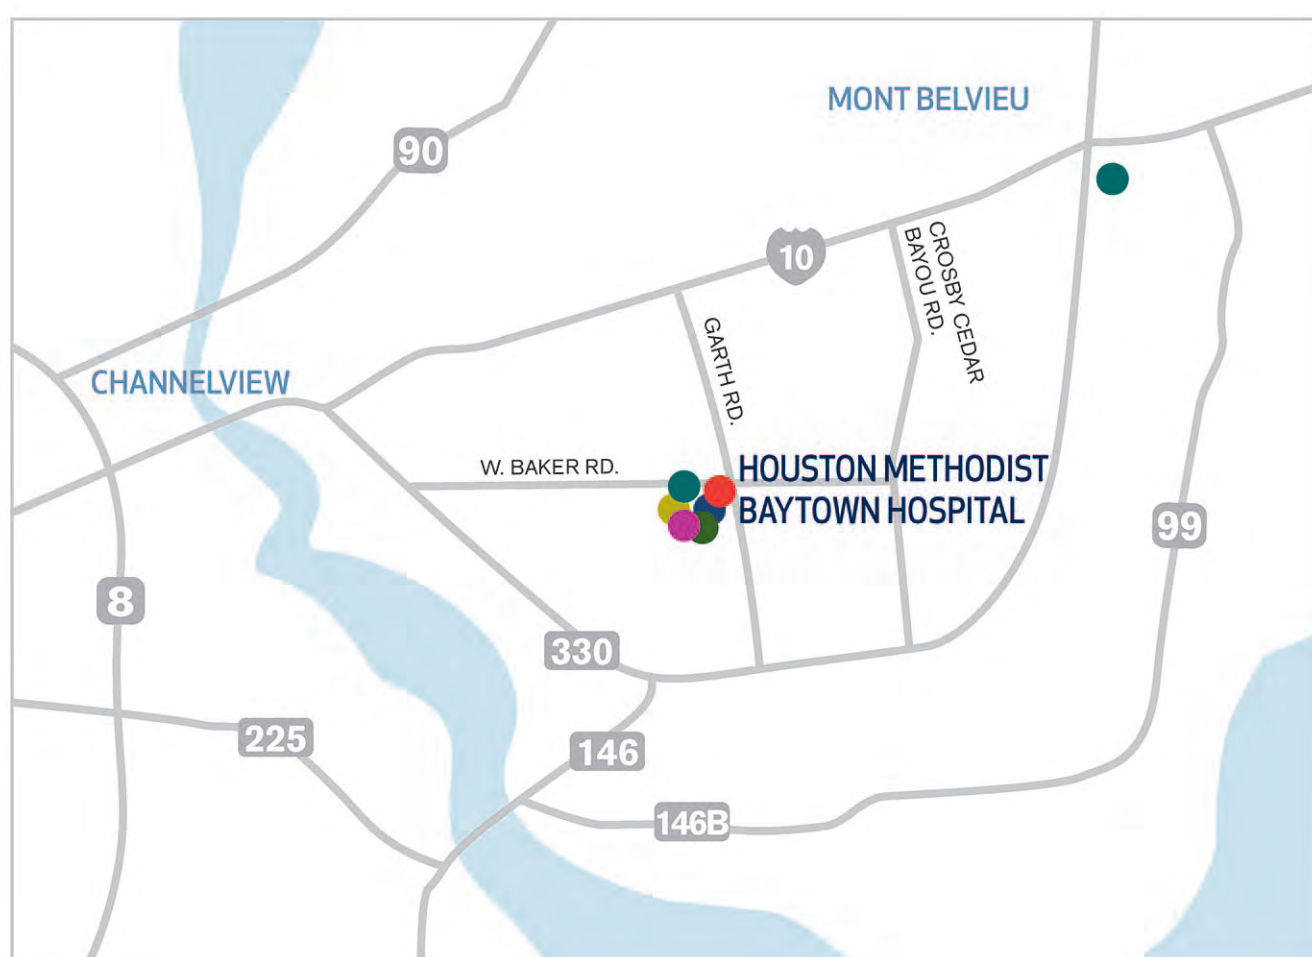 MONT BELVIEU
90
10
CROSBY CEDAR
BAYOU RD.
GARTH RD.
CHANNELVIEW
W. BAKER RD.
HOUSTON METHODIST
BAYTOWN HOSPITAL
99
8
330
225
146
146B